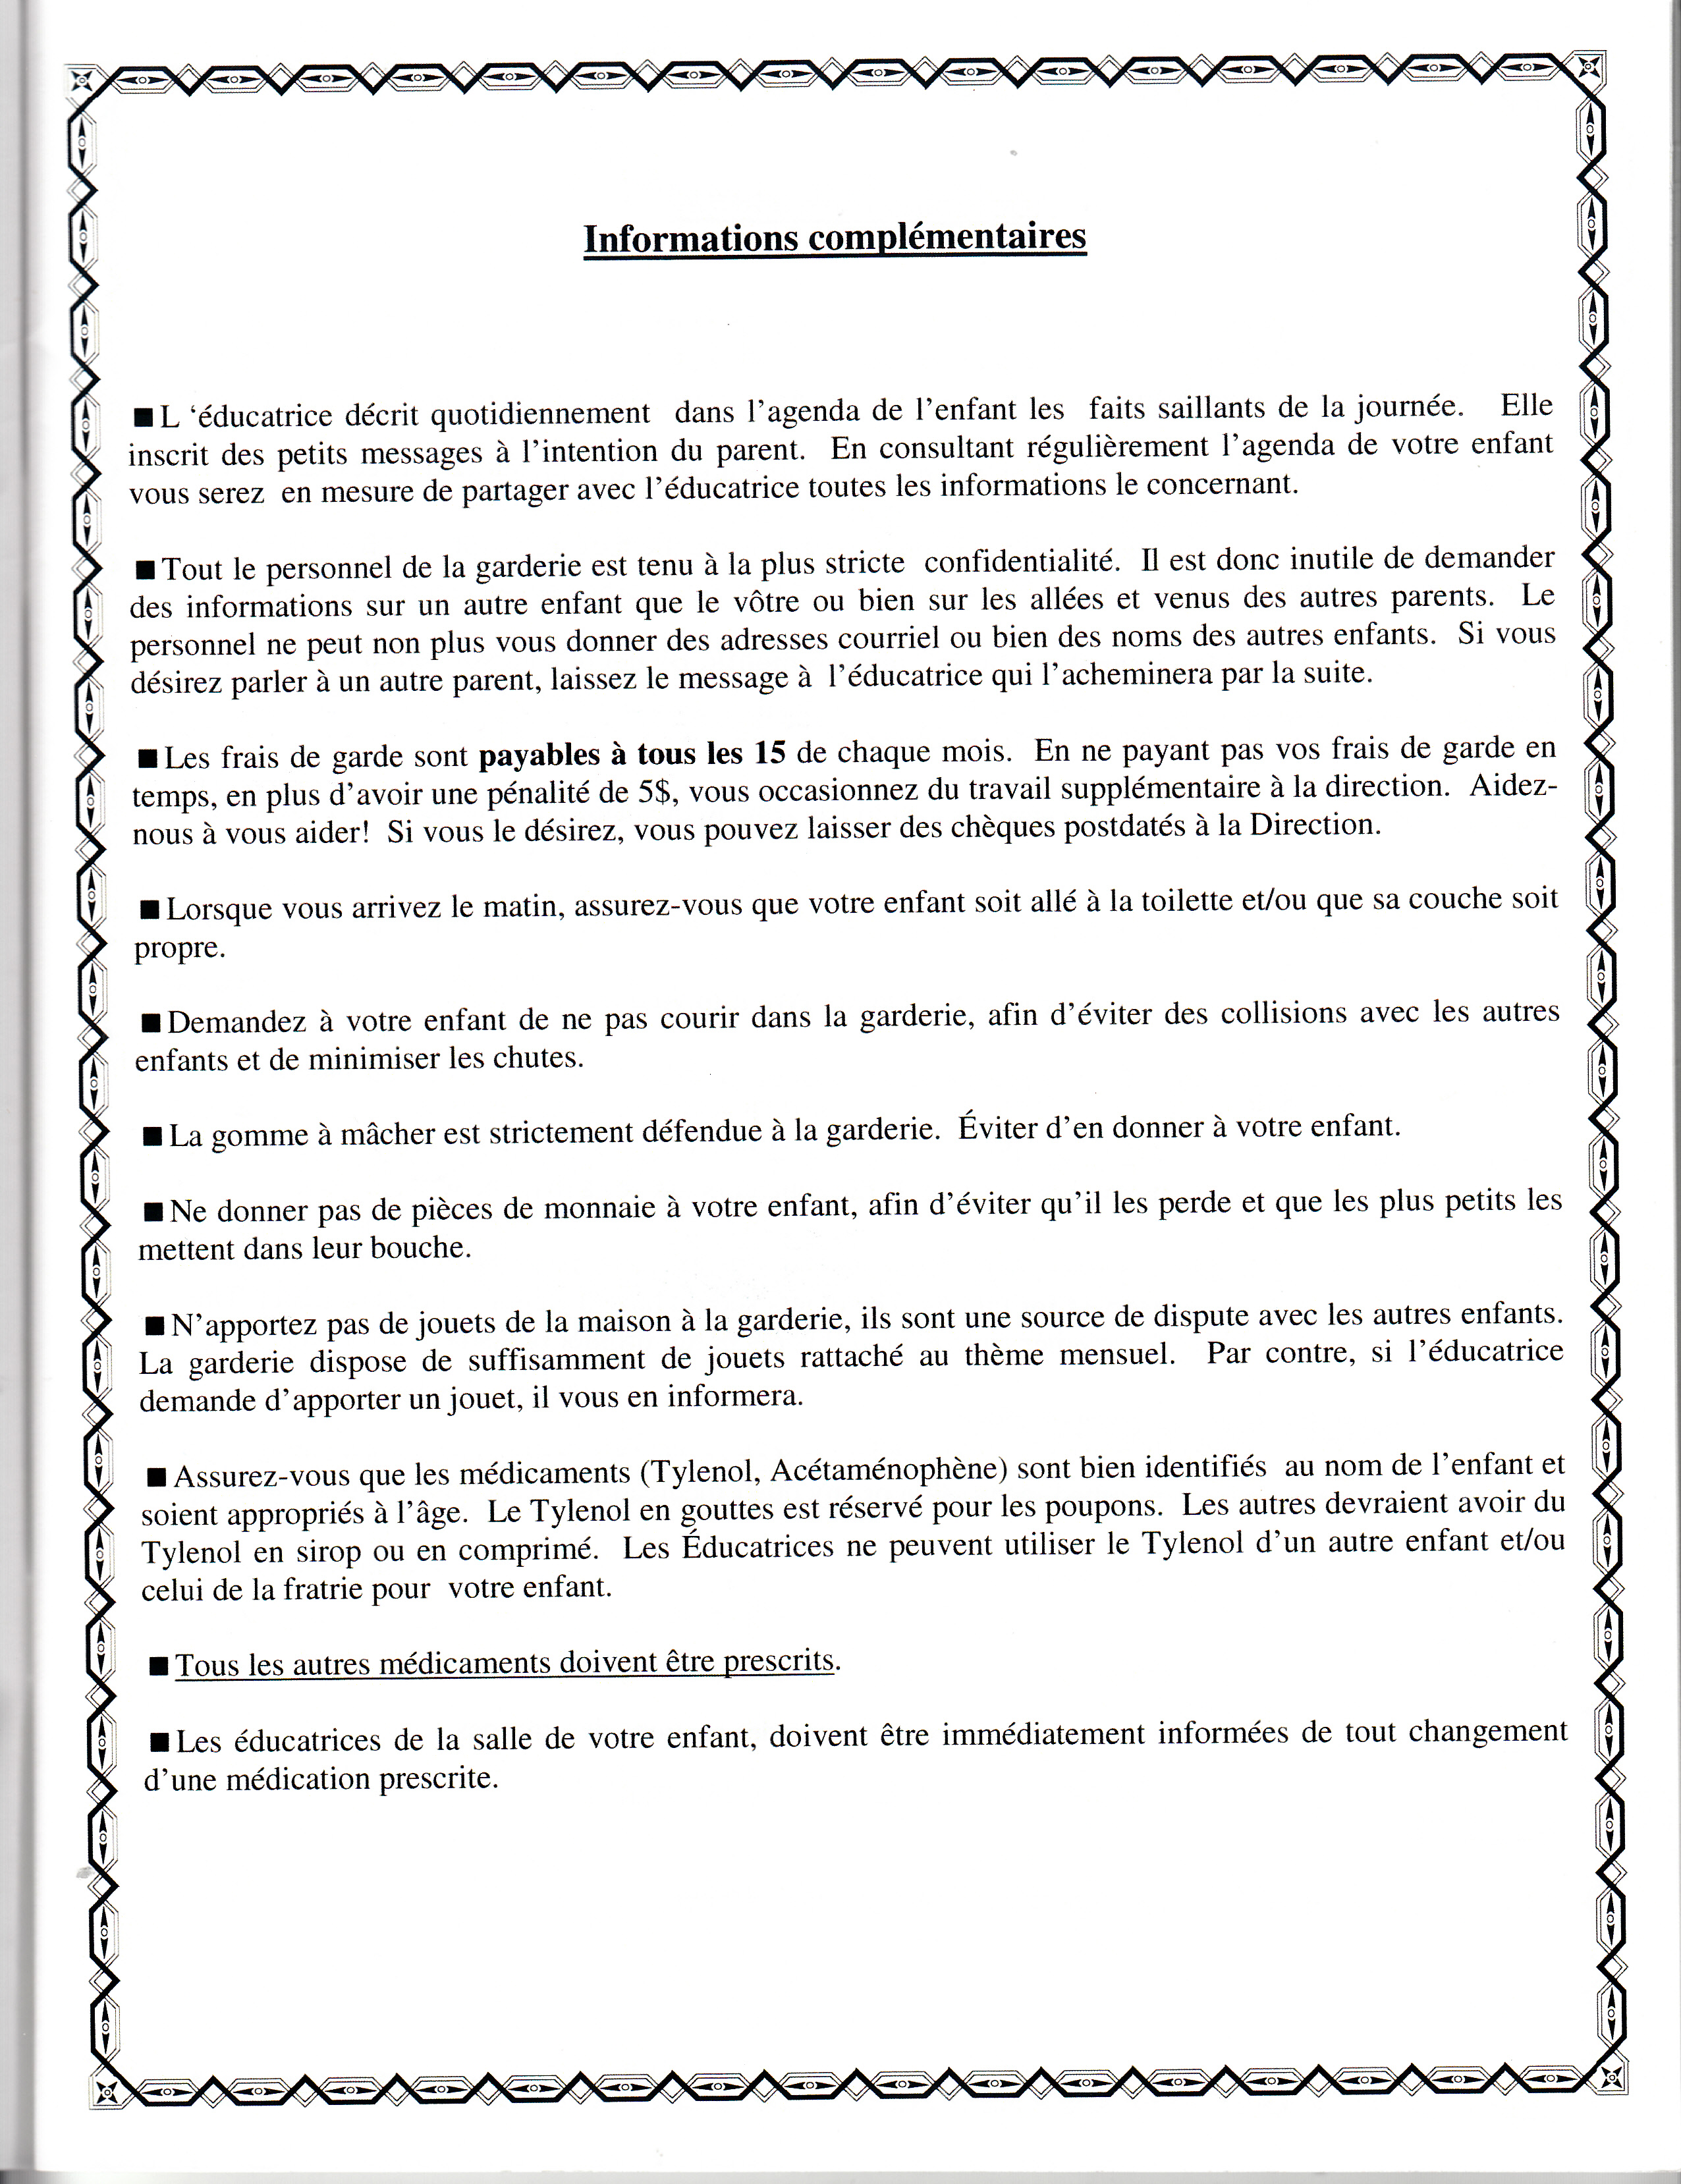 Informations complémentaires
■ L ‘éducatrice décrit quotidiennement dans l’agenda de l’enfant les faits saillants de la journée. Elle
inscrit des petits messages à l’intention du parent. En consultant régulièrement l’agenda de votre enfant
vous serez en mesure de partager avec l’éducatrice toutes les informations le concernant.
■ Tout le personnel de la garderie est tenu à la plus stricte confidentialité. Il est donc inutile de demander
des informations sur un autre enfant que le vôtre ou bien sur les allées et venus des autres parents. Le
personnel ne peut non plus vous donner des adresses courriel ou bien des noms des autres enfants. Si vous
désirez parler à un autre parent, laissez le message à l’éducatrice qui l’acheminera par la suite.
■ Les frais de garde sont payables à tous les 15 de chaque mois. En ne payant pas vos frais de garde en
temps, en plus d’avoir une pénalité de 5$, vous occasionnez du travail supplémentaire à la direction. Aidez-
nous à vous aider! Si vous le désirez, vous pouvez laisser des chèques postdatés à la Direction.
■ Lorsque vous arrivez le matin, assurez-vous que votre enfant soit allé à la toilette et/ou que sa couche soit
propre.
■ Demandez à votre enfant de ne pas courir dans la garderie, afin d’éviter des collisions avec les autres
enfants et de minimiser les chutes.
■ La gomme à mâcher est strictement défendue à la garderie. Éviter d’en donner à votre enfant.
■ Ne donner pas de pièces de monnaie à votre enfant, afin d’éviter qu’il les perde et que les plus petits les
mettent dans leur bouche.
■ N’apportez pas de jouets de la maison à la garderie, ils sont une source de dispute avec les autres enfants.
La garderie dispose de suffisamment de jouets rattaché au thème mensuel. Par contre, si l’éducatrice
demande d’apporter un jouet, il vous en informera.
■ Assurez-vous que les médicaments (Tylenol, Acétaménophène) sont bien identifiés au nom de l’enfant et
soient appropriés à l’âge. Le Tylenol en gouttes est réservé pour les poupons. Les autres devraient avoir du
Tylenol en sirop ou en comprimé. Les Éducatrices ne peuvent utiliser le Tylenol d’un autre enfant et/ou
celui de la fratrie pour votre enfant.
■ Tous les autres médicaments doivent être prescrits.
■ Les éducatrices de la salle de votre enfant, doivent être immédiatement informées de tout changement
d’une médication prescrite.